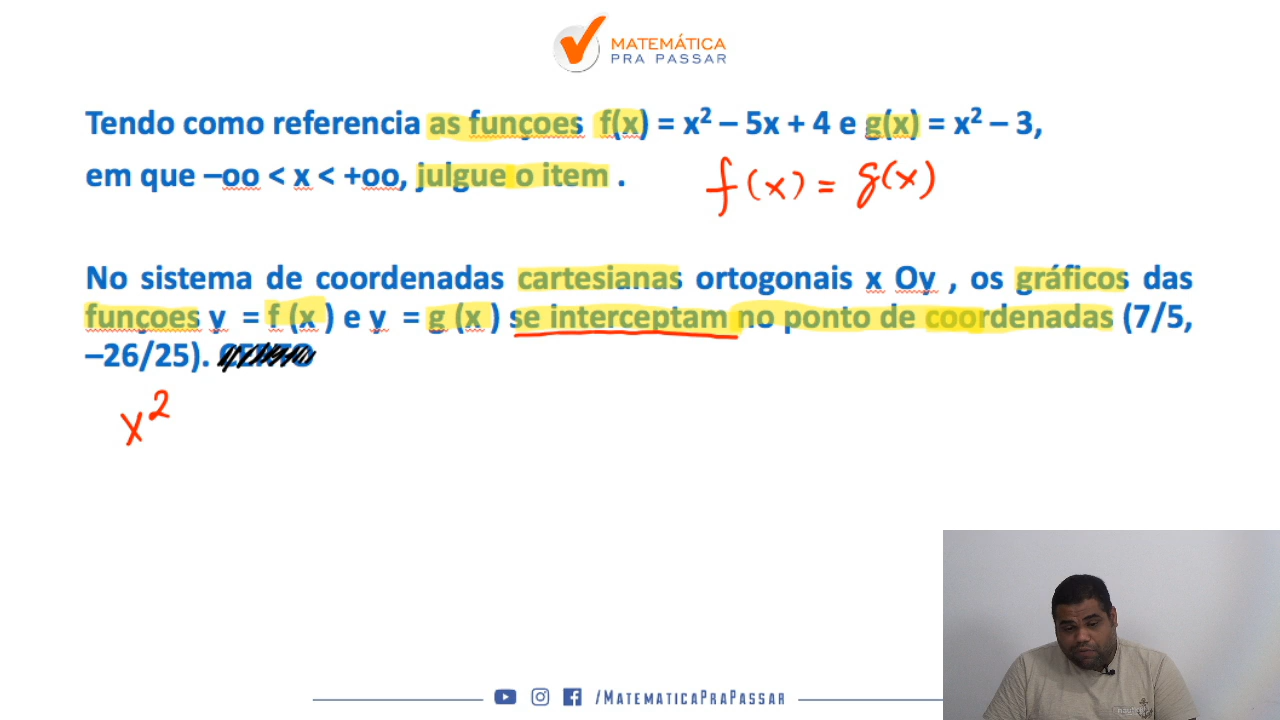 MATEMÁTICA
PRA PASSAR
Tendo como referencia as funçoes f(x) = x² – 5x + 4 e g(x) = x² – 3,
em que –oo < x < +oo, julgue o item .
f(x) = g(x)
No sistema de coordenadas cartesianas ortogonais x Oy , os gráficos das
funçoes y = f (x ) e y = g (x ) se interceptam no ponto de coordenadas (7/5,
–26/25).
x²
/MATEMATICAPRAPASSAR